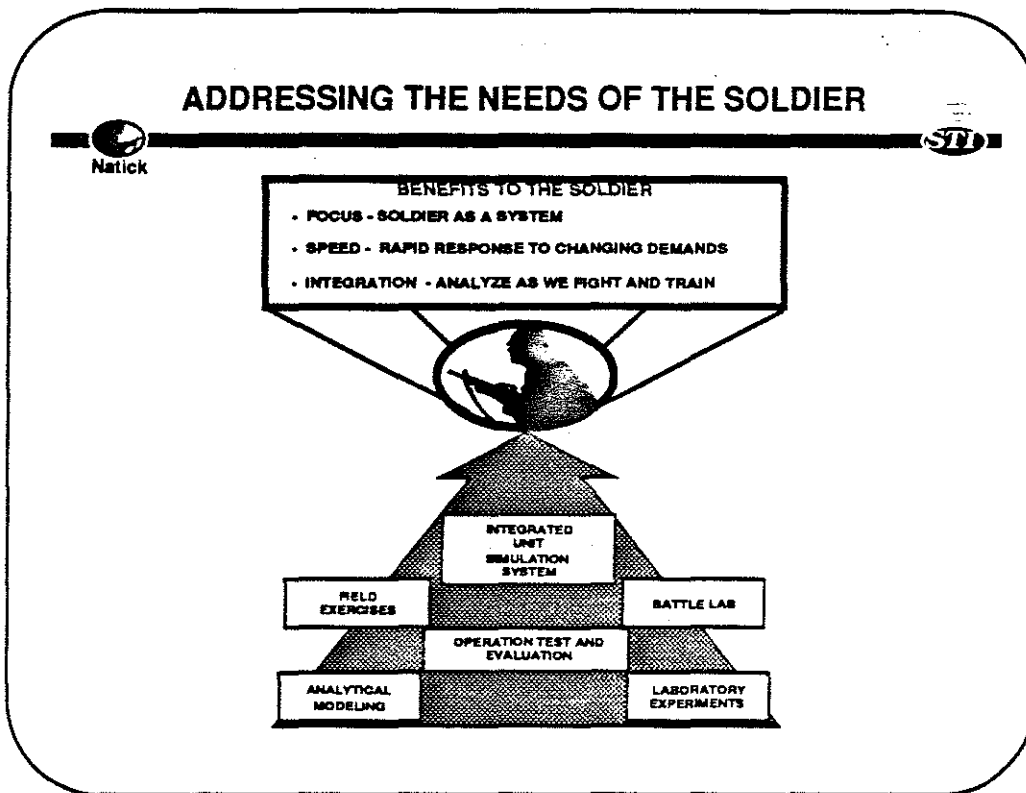 ADDRESSING THE NEEDS OF THE SOLDIER
Natick
STI
BENEFITS TO THE SOLDIER
• FOCUS - SOLDIER AS A SYSTEM
• SPEED - RAPID RESPONSE TO CHANGING DEMANDS
• INTEGRATION - ANALYZE AS WE FIGHT AND TRAIN
INTEGRATED
UNIT
SIMULATION
SYSTEM
FIELD
EXERCISES
BATTLE LAB
OPERATION TEST AND
EVALUATION
ANALYTICAL
MODELING
LABORATORY
EXPERIMENTS